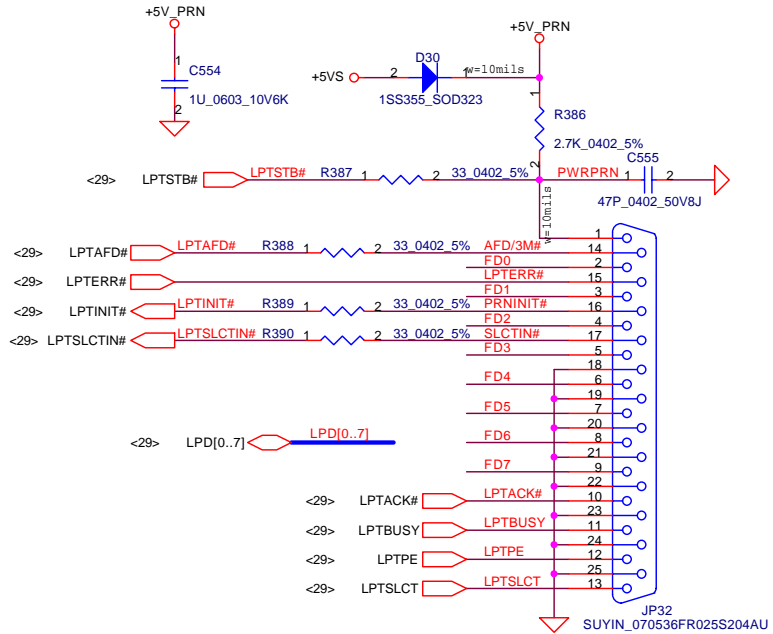 +5V_PRN
1
C554
1U_0603_10V6K
2
+5V_PRN
D30
+5VS 2 1 w=10mils
1SS355_SOD323
1
R386
2.7K_0402_5%
2
<29> LPTSTB# LPTSTB# R387 1 2 33_0402_5% PWRPRN 1 C555 2
47P_0402_50V8J
w=10mils
1
<29> LPTAFD# LPTAFD# R388 1 2 33_0402_5% AFD/3M# 14
FD0 2
<29> LPTERR# LPTERR# 15
FD1 3
<29> LPTINIT# LPTINIT# R389 1 2 33_0402_5% PRNINIT# 16
FD2 4
<29> LPTSLCTIN# LPTSLCTIN# R390 1 2 33_0402_5% SLCTIN# 17
FD3 5
18
FD4 6
19
FD5 7
20
<29> LPD[0..7] LPD[0..7] FD6 8
21
FD7 9
22
<29> LPTACK# LPTACK# 10
23
<29> LPTBUSY LPTBUSY 11
24
<29> LPTPE LPTPE 12
25
<29> LPTSLCT LPTSLCT 13
JP32
SUYIN_070536FR025S204AU